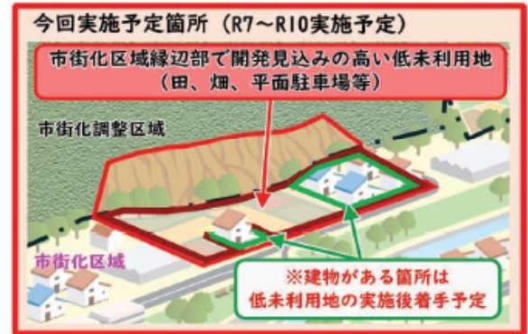 今回実施予定箇所（R7～R10実施予定）
市街化区域縁辺部で開発見込みの高い低未利用地
（田、畑、平面駐車場等）
市街化調整区域
市街化区域
※建物がある箇所は
低未利用地の実施後着手予定